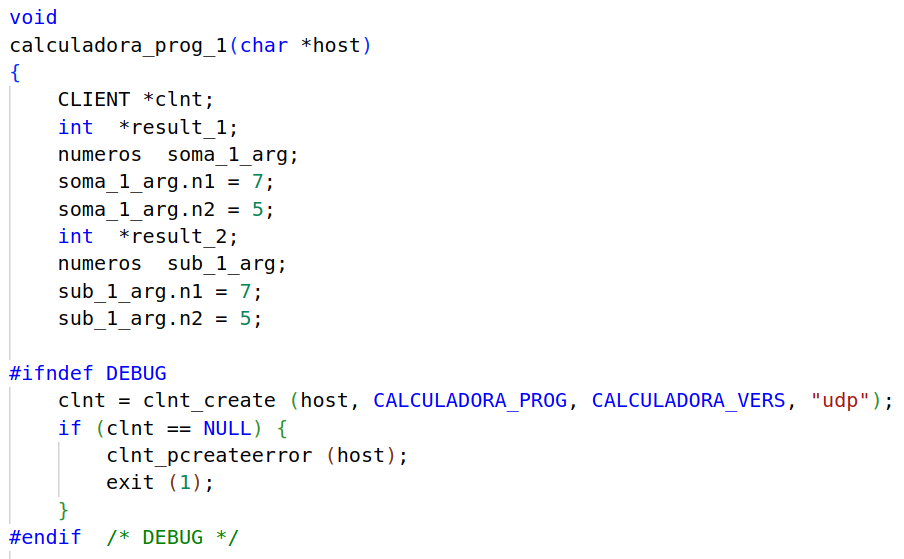 void
calculadora_prog_1(char *host)
{
    CLIENT *clnt;
    int  *result_1;
    numeros  soma_1_arg;
    soma_1_arg.n1 = 7;
    soma_1_arg.n2 = 5;
    int  *result_2;
    numeros  sub_1_arg;
    sub_1_arg.n1 = 7;
    sub_1_arg.n2 = 5;

#ifndef DEBUG
    clnt = clnt_create (host, CALCULADORA_PROG, CALCULADORA_VERS, "udp");
    if (clnt == NULL) {
        clnt_pcreateerror (host);
        exit (1);
    }
#endif  /* DEBUG */